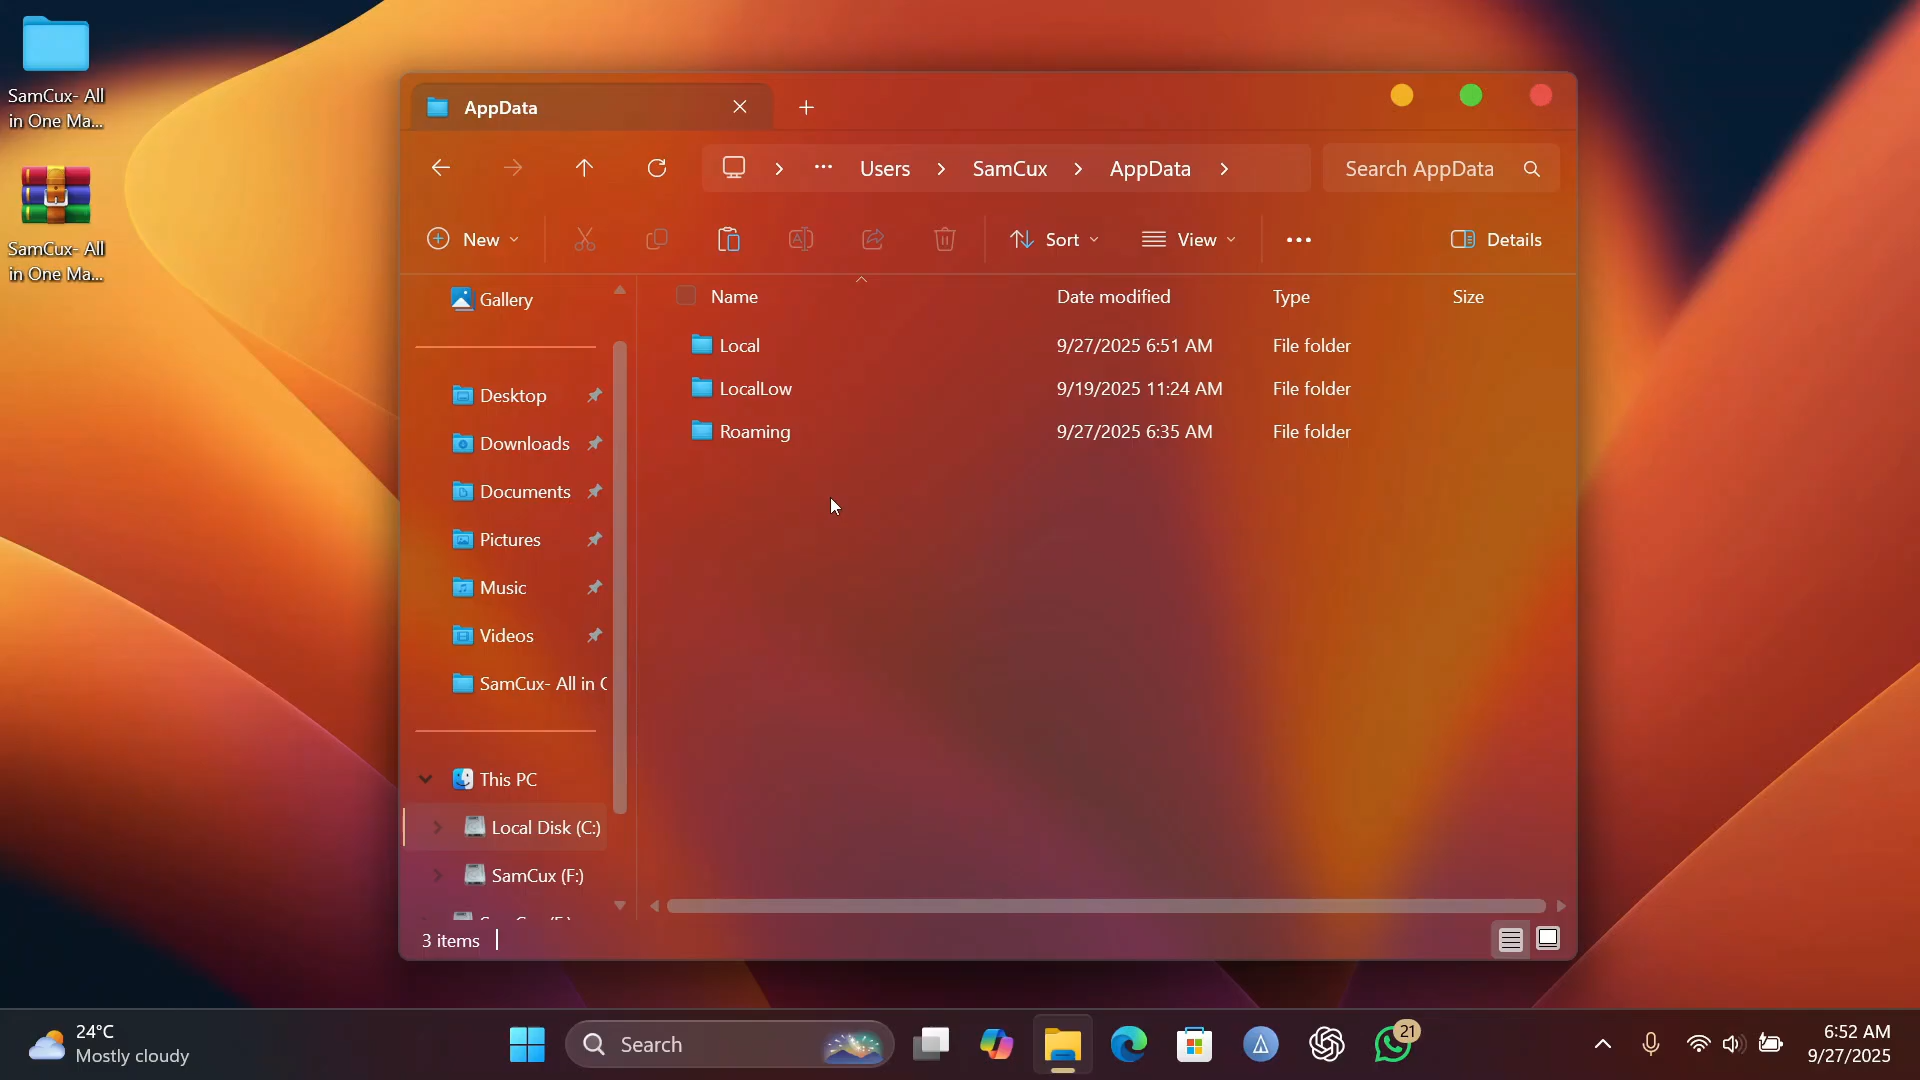 SamCux- All
in One Ma...
SamCux- All
in One Ma...
AppData
Users
SamCux
AppData
Search AppData
New
Sort
View
Details
Gallery
Desktop
Downloads
Documents
Pictures
Music
Videos
SamCux- All in
This PC
Local Disk (C:)
SamCux (F:)
Name Date modified Type Size
Local 9/27/2025 6:51 AM File folder
LocalLow 9/19/2025 11:24 AM File folder
Roaming 9/27/2025 6:35 AM File folder
3 items
24°C
Mostly cloudy
Search
21
6:52 AM
9/27/2025